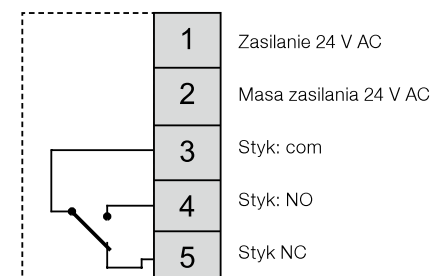 1 Zasilanie 24 V AC
2 Masa zasilania 24 V AC
3 Styk: com
4 Styk: NO
5 Styk NC